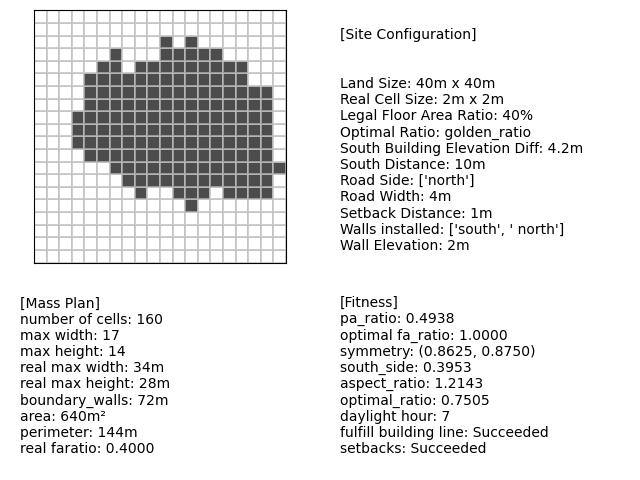 [Site Configuration]
Land Size: 40m x 40m
Real Cell Size: 2m x 2m
Legal Floor Area Ratio: 40%
Optimal Ratio: golden_ratio
South Building Elevation Diff: 4.2m
South Distance: 10m
Road Side: ['north']
Road Width: 4m
Setback Distance: 1m
Walls installed: ['south', ' north']
Wall Elevation: 2m
[Mass Plan]
number of cells: 160
max width: 17
max height: 14
real max width: 34m
real max height: 28m
boundary_walls: 72m
area: 640m²
perimeter: 144m
real faratio: 0.4000
[Fitness]
pa_ratio: 0.4938
optimal fa_ratio: 1.0000
symmetry: (0.8625, 0.8750)
south_side: 0.3953
aspect_ratio: 1.2143
optimal_ratio: 0.7505
daylight hour: 7
fulfill building line: Succeeded
setbacks: Succeeded